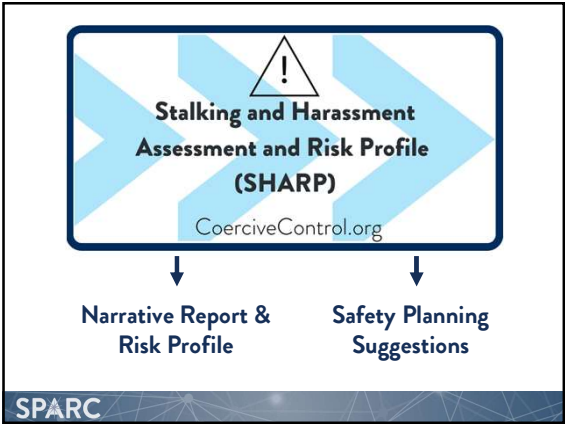 !
Stalking and Harassment
Assessment and Risk Profile
(SHARP)
CoerciveControl.org
Narrative Report &
Risk Profile
Safety Planning
Suggestions
SPARC